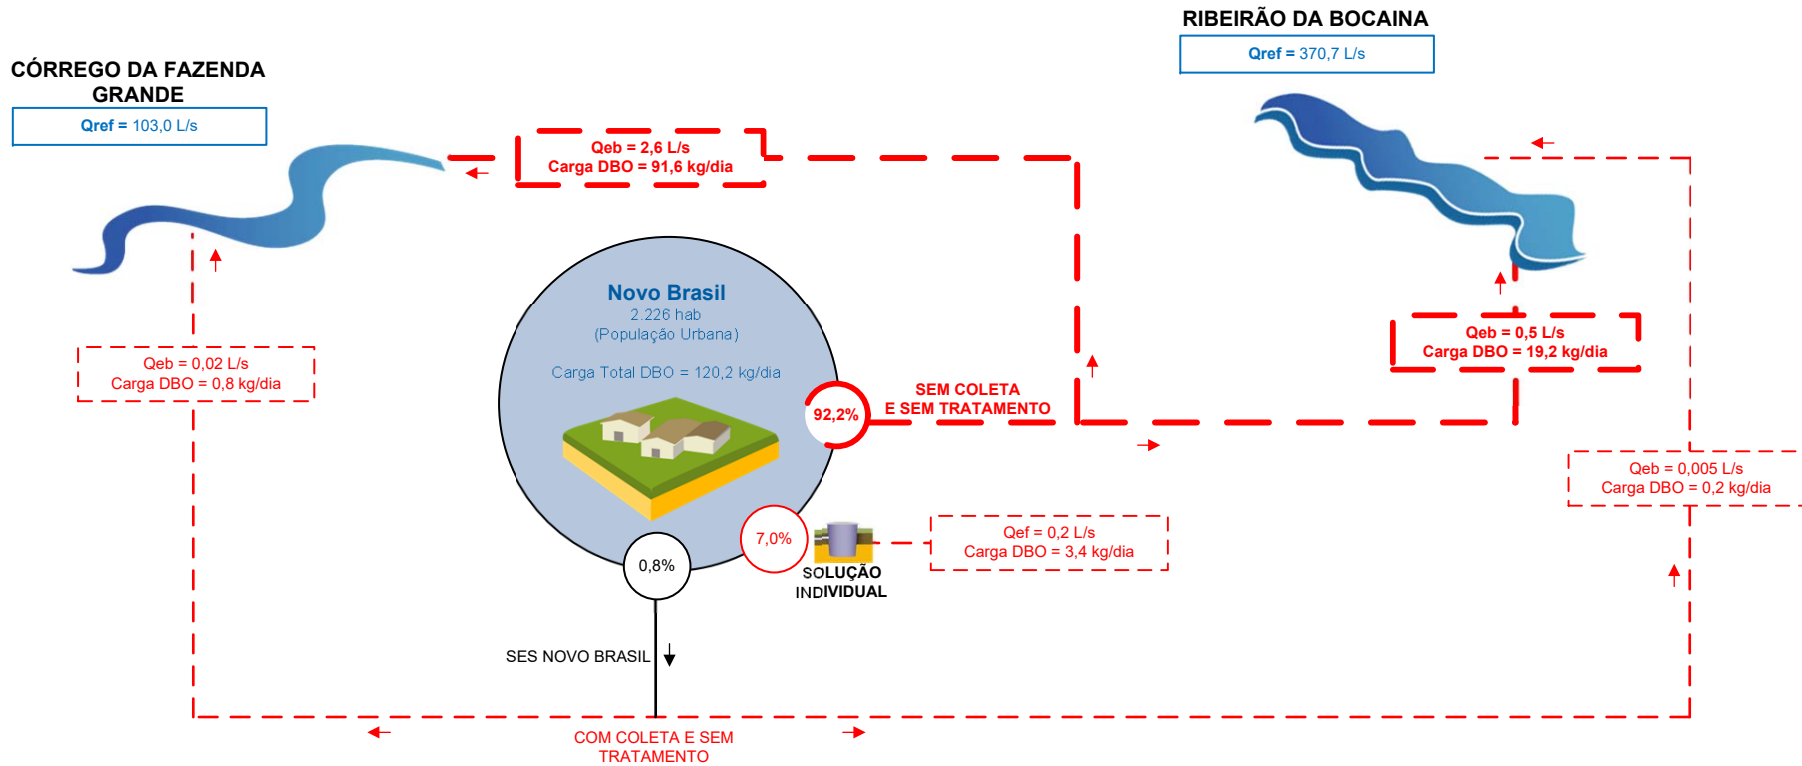 RIBEIRÃO DA BOCAINA
Qref = 370,7 L/s
CÓRREGO DA FAZENDA
GRANDE
Qref = 103,0 L/s
Qeb = 2,6 L/s
Carga DBO = 91,6 kg/dia
Novo Brasil
2.226 hab
(População Urbana)
Carga Total DBO = 120,2 kg/dia
Qeb = 0,02 L/s
Carga DBO = 0,8 kg/dia
Qeb = 0,5 L/s
Carga DBO = 19,2 kg/dia
92,2%
SEM COLETA
E SEM TRATAMENTO
Qeb = 0,005 L/s
Carga DBO = 0,2 kg/dia
7,0%
SOLUÇÃO
INDIVIDUAL
Qef = 0,2 L/s
Carga DBO = 3,4 kg/dia
0,8%
SES NOVO BRASIL
COM COLETA E SEM
TRATAMENTO